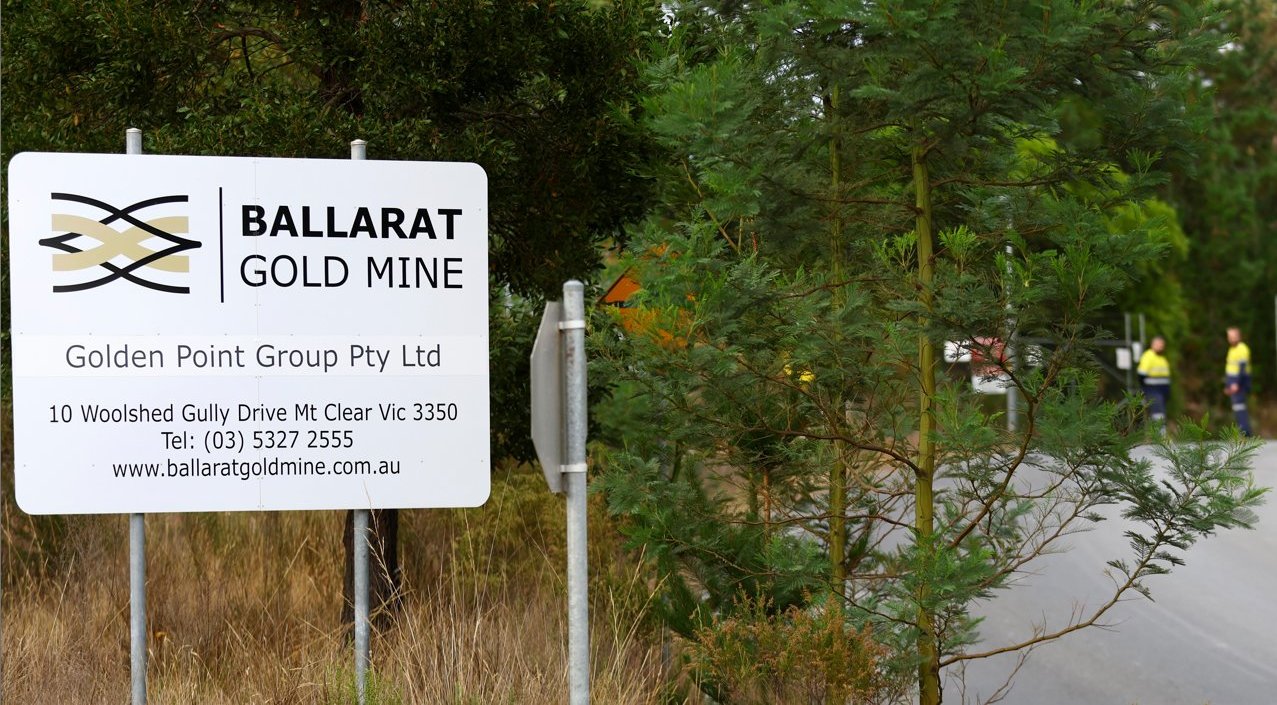 BALLARAT
GOLD MINE
Golden Point Group Pty Ltd
10 Woolshed Gully Drive Mt Clear Vic 3350
Tel: (03) 5327 2555
www.ballaratgoldmine.com.au